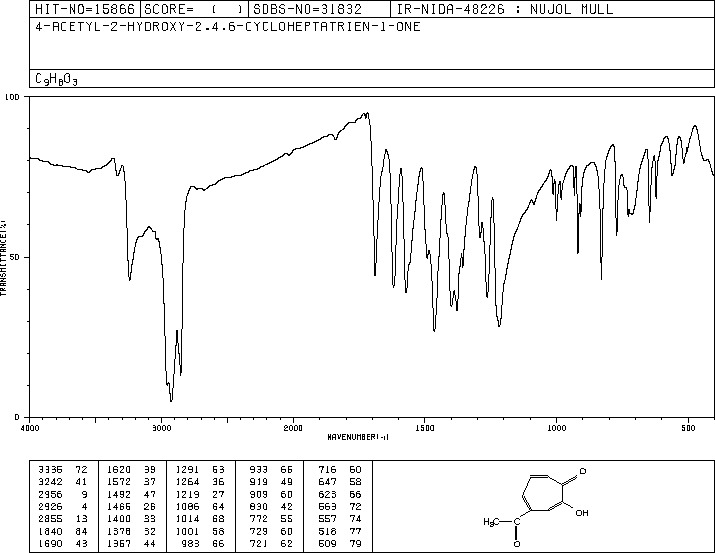 HIT-NO=15866 SCORE= ( ) SDBS-NO=31832 IR-NIDA-48226 : NUJOL MULL
4-ACETYL-2-HYDROXY-2.4.6-CYCLOHEPTATRIEN-1-ONE
C9H8O3
100
50
0
TRANSMITTANCE(%)
4000 3000 2000 1500 1000 500
WAVENUMBER(-1)
3336 72 1620 38 1291 53 933 66 716 60
3242 41 1572 37 1264 36 919 49 647 58
2956 9 1492 47 1219 27 909 60 623 66
2926 4 1466 26 1086 64 830 42 563 72
2855 13 1400 33 1014 68 772 55 557 74
1840 84 1378 32 1001 58 729 60 518 77
1690 43 1357 44 983 66 721 62 509 79
O
OH
H3C C
O